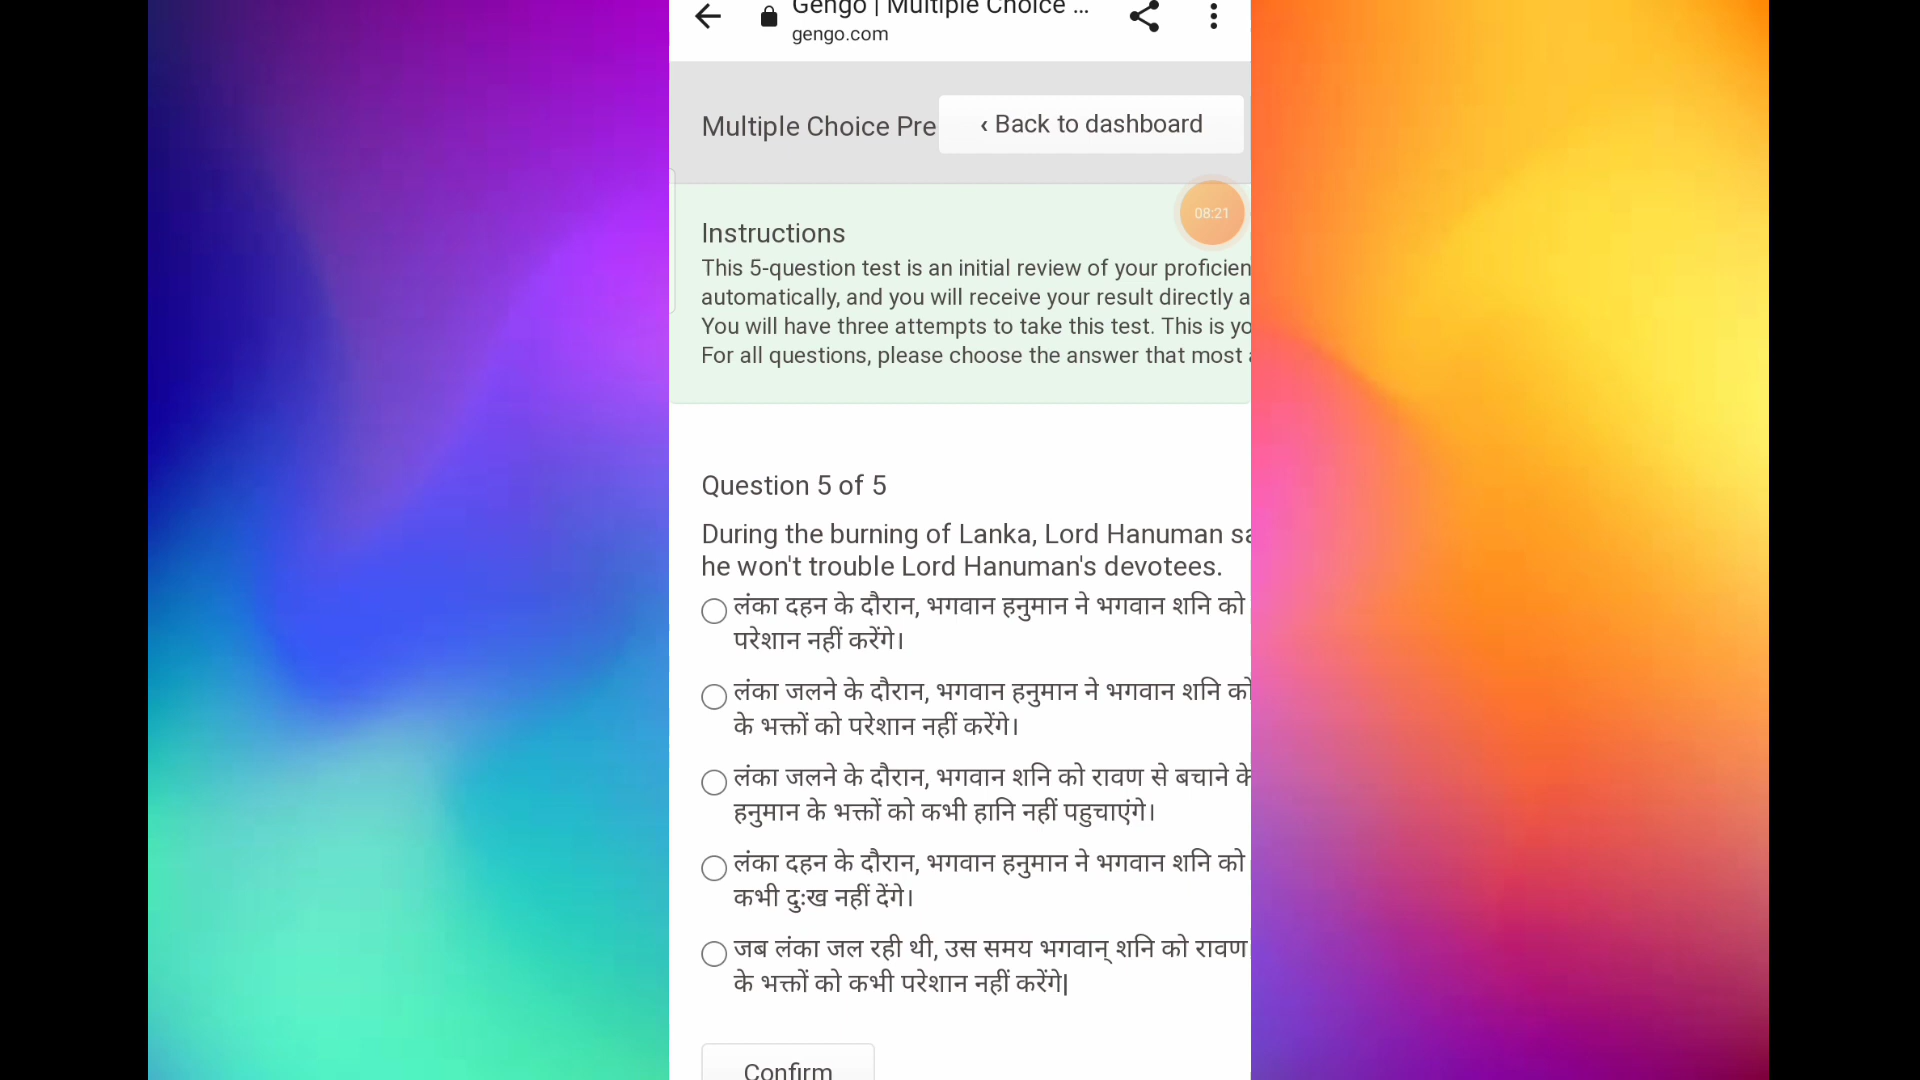 Gengo | Multiple Choice ...
gengo.com
Multiple Choice Pre
‹ Back to dashboard
08:21
Instructions
This 5-question test is an initial review of your proficien
automatically, and you will receive your result directly a
You will have three attempts to take this test. This is yo
For all questions, please choose the answer that most
Question 5 of 5
During the burning of Lanka, Lord Hanuman sa
he won't trouble Lord Hanuman's devotees.
लंका दहन के दौरान, भगवान हनुमान ने भगवान शनि को
परेशान नहीं करेंगे।
लंका जलने के दौरान, भगवान हनुमान ने भगवान शनि को
के भक्तों को परेशान नहीं करेंगे।
लंका जलने के दौरान, भगवान शनि को रावण से बचाने के
हनुमान के भक्तों को कभी हानि नहीं पहुचाएंगे।
लंका दहन के दौरान, भगवान हनुमान ने भगवान शनि को
कभी दुःख नहीं देंगे।
जब लंका जल रही थी, उस समय भगवान् शनि को रावण
के भक्तों को कभी परेशान नहीं करेंगे|
Confirm